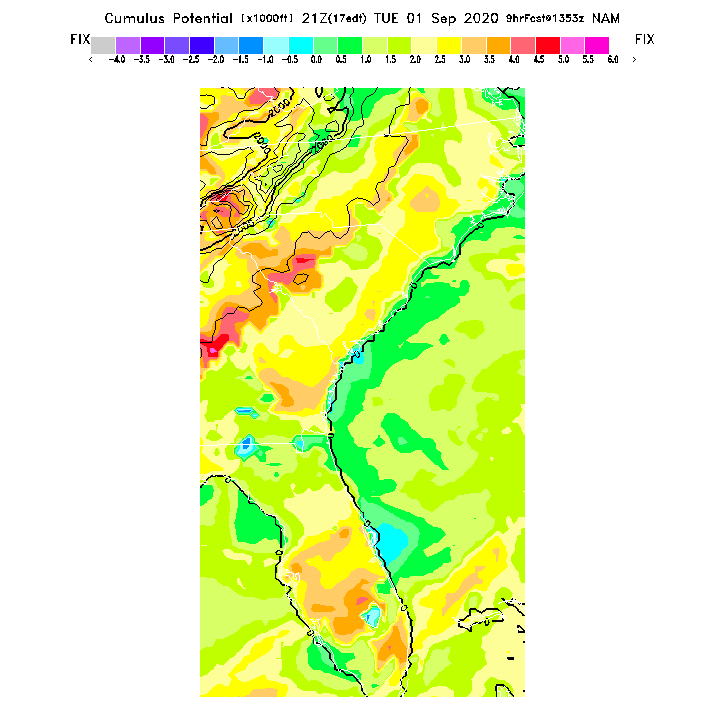 Cumulus Potential [x1000ft] 21Z(17edt) TUE 01 Sep 2020 9hrFcst@1353z NAM
FIX FIX
< -4.0 -3.5 -3.0 -2.5 -2.0 -1.5 -1.0 -0.5 0.0 0.5 1.0 1.5 2.0 2.5 3.0 3.5 4.0 4.5 5.0 5.5 6.0 >
2000
2000